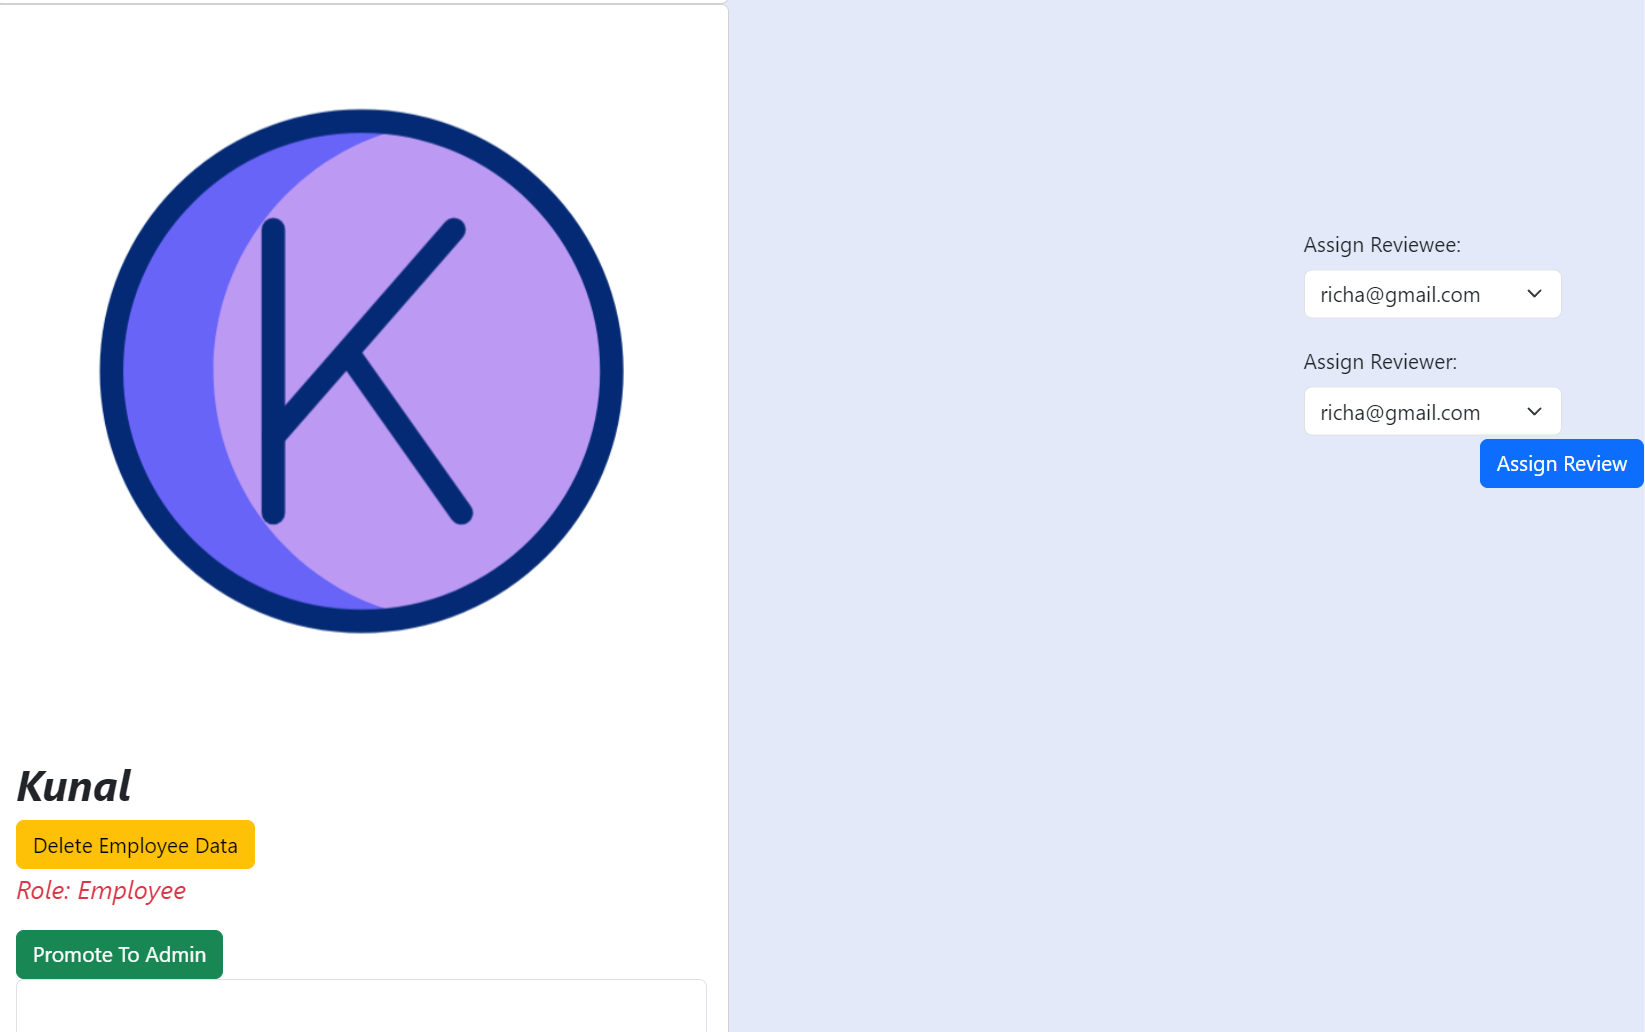 K
Kunal
Delete Employee Data
Role: Employee
Promote To Admin
Assign Reviewee:
richa@gmail.com
Assign Reviewer:
richa@gmail.com
Assign Review